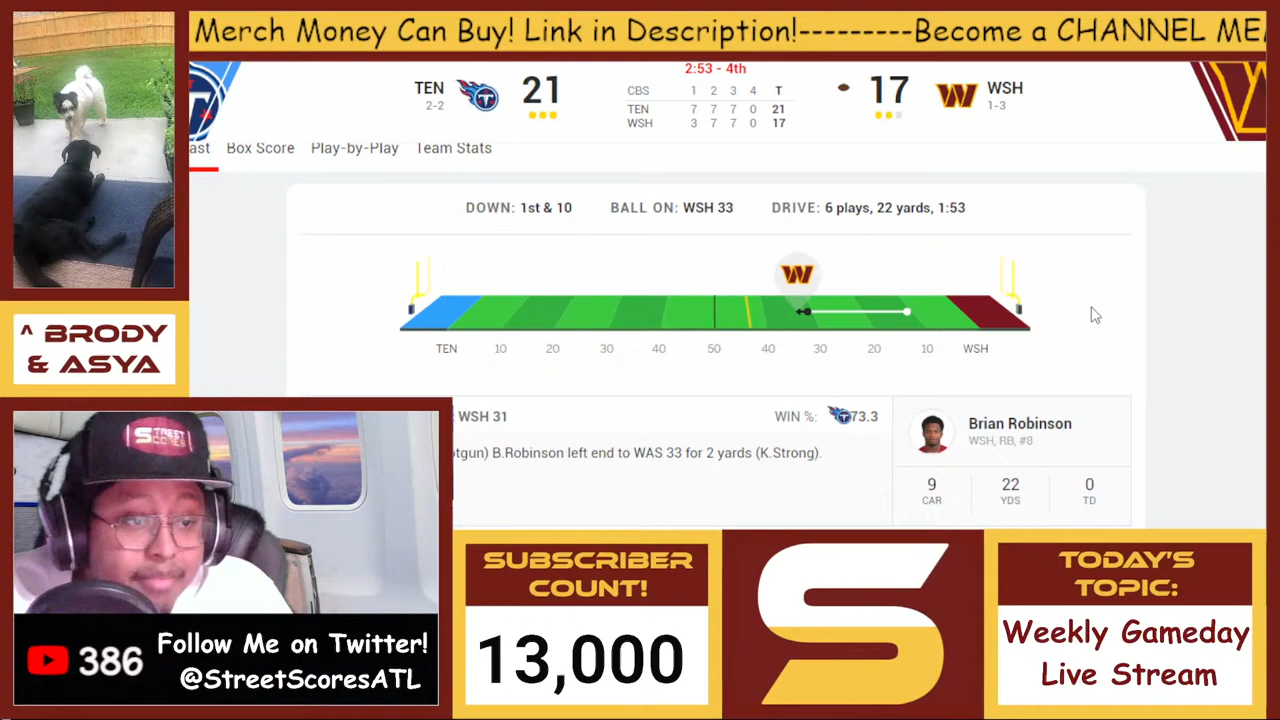 Merch Money Can Buy! Link in Description!---------Become a CHANNEL ME
2:53 - 4th
TEN 21 17 WSH
2-2 1-3
CBS 1 2 3 4 T
TEN 7 7 7 0 21
WSH 3 7 7 0 17
ast Box Score Play-by-Play Team Stats
DOWN: 1st & 10 BALL ON: WSH 33 DRIVE: 6 plays, 22 yards, 1:53
W
TEN 10 20 30 40 50 40 30 20 10 WSH
^ BRODY
& ASYA
WSH 31 WIN %: 73.3
otgun) B.Robinson left end to WAS 33 for 2 yards (K.Strong).
Brian Robinson
WSH, RB, #8
9 22 0
CAR YDS TD
STREET
SCORES
386 Follow Me on Twitter!
@StreetScoresATL
SUBSCRIBER
COUNT!
13,000
S
TODAY'S
TOPIC:
Weekly Gameday
Live Stream